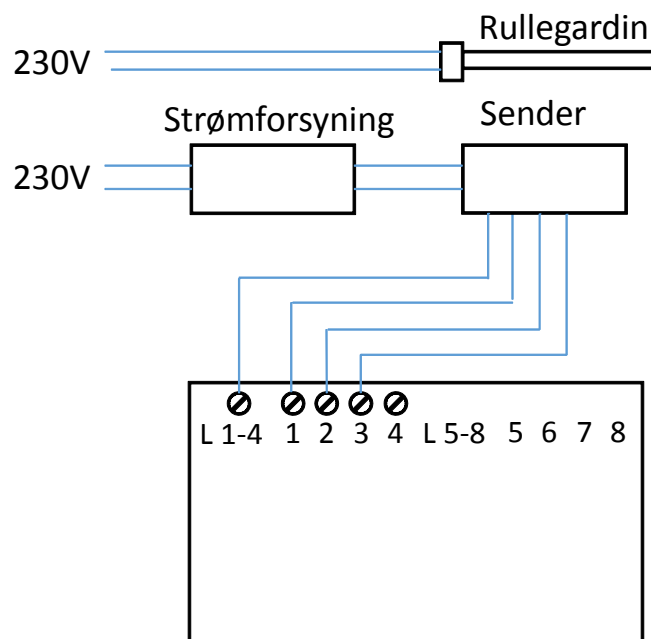 Rullegardin
230V
Strømforsyning
Sender
230V
L 1-4 1 2 3 4 L 5-8 5 6 7 8